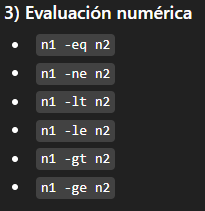 3) Evaluación numérica
n1 -eq n2
n1 -ne n2
n1 -lt n2
n1 -le n2
n1 -gt n2
n1 -ge n2